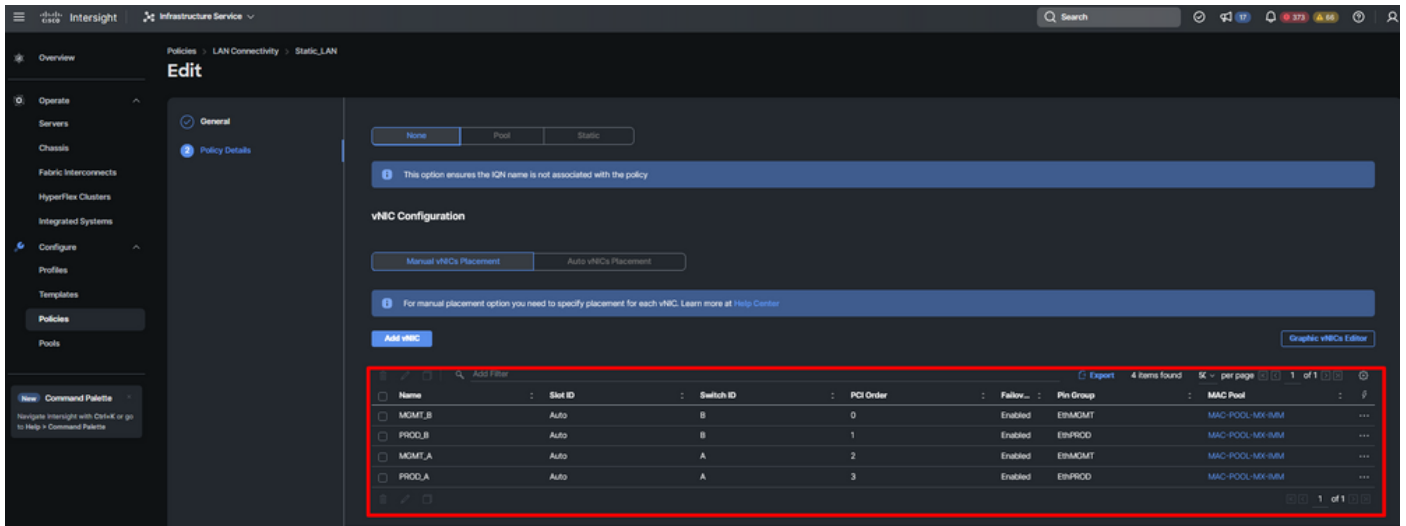 cisco Intersight Infrastructure Service Search 17 373 66
Overview
Operate
Servers
Chassis
Fabric Interconnects
HyperFlex Clusters
Integrated Systems
Configure
Profiles
Templates
Policies
Pools
New Command Palette
Navigate Intersight with Ctrl+K or go
to Help > Command Palette
Policies > LAN Connectivity > Static_LAN
Edit
General
2 Policy Details
None Pool Static
This option ensures the IQN name is not associated with the policy
vNIC Configuration
Manual vNICs Placement Auto vNICs Placement
For manual placement option you need to specify placement for each vNIC. Learn more at Help Center
Add vNIC Graphic vNICs Editor
Add Filter Export 4 items found per page 1 of 1
Name Slot ID Switch ID PCI Order Failov... Pin Group MAC Pool
MGMT_B Auto B 0 Enabled EthMGMT MAC-POOL-MX-IMM ...
PROD_B Auto B 1 Enabled EthPROD MAC-POOL-MX-IMM ...
MGMT_A Auto A 2 Enabled EthMGMT MAC-POOL-MX-IMM ...
PROD_A Auto A 3 Enabled EthPROD MAC-POOL-MX-IMM ...
1 of 1